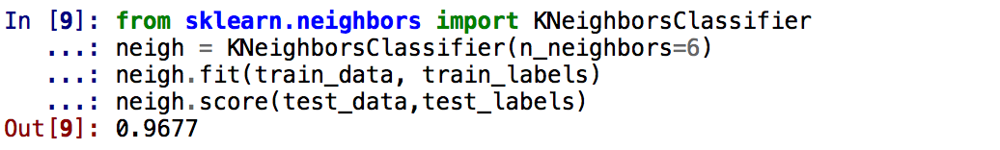 In [9]: from sklearn.neighbors import KNeighborsClassifier
   ...: neigh = KNeighborsClassifier(n_neighbors=6)
   ...: neigh.fit(train_data, train_labels)
   ...: neigh.score(test_data,test_labels)
Out[9]: 0.9677